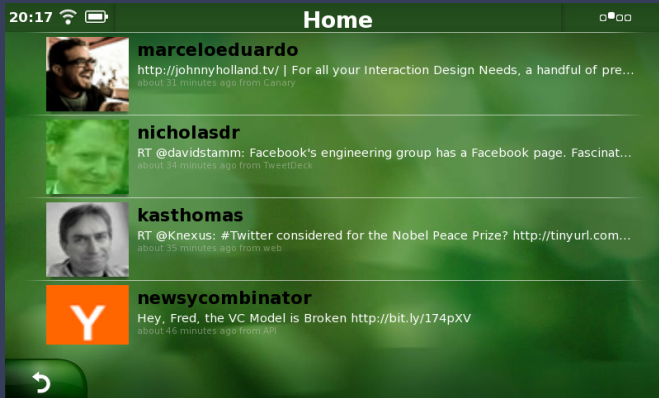 20:17
Home
marceloeduardo
http://johnnyholland.tv/ | For all your Interaction Design Needs, a handful of pre...
about 31 minutes ago from Canary
nicholasdr
RT @davidstamm: Facebook's engineering group has a Facebook page. Fascinat...
about 34 minutes ago from TweetDeck
kasthomas
RT @Knexus: #Twitter considered for the Nobel Peace Prize? http://tinyurl.com...
about 35 minutes ago from web
newsycombinator
Y
Hey, Fred, the VC Model is Broken http://bit.ly/174pXV
about 46 minutes ago from API